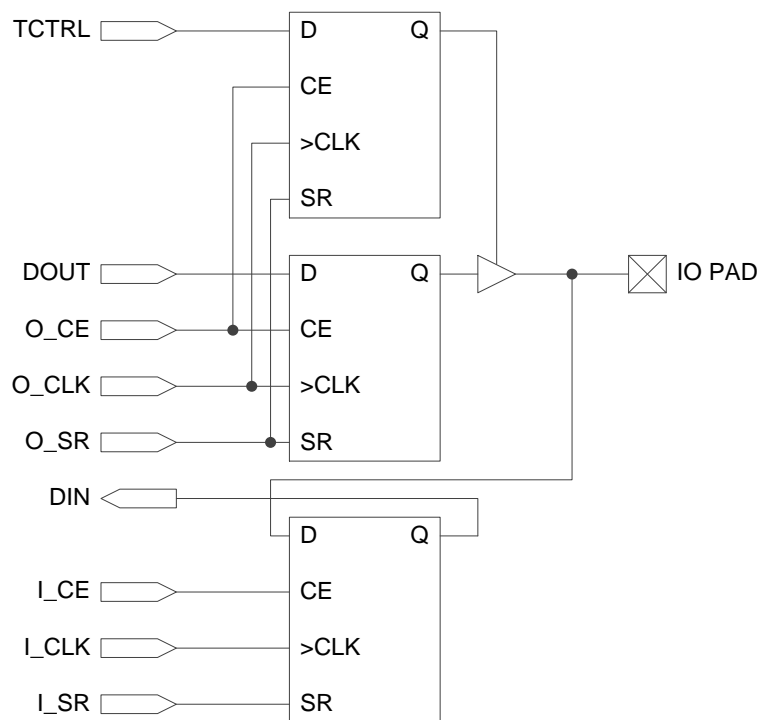 TCTRL D Q
CE
>CLK
SR
DOUT D Q IO PAD
O_CE CE
O_CLK >CLK
O_SR SR
DIN
D Q
I_CE CE
I_CLK >CLK
I_SR SR